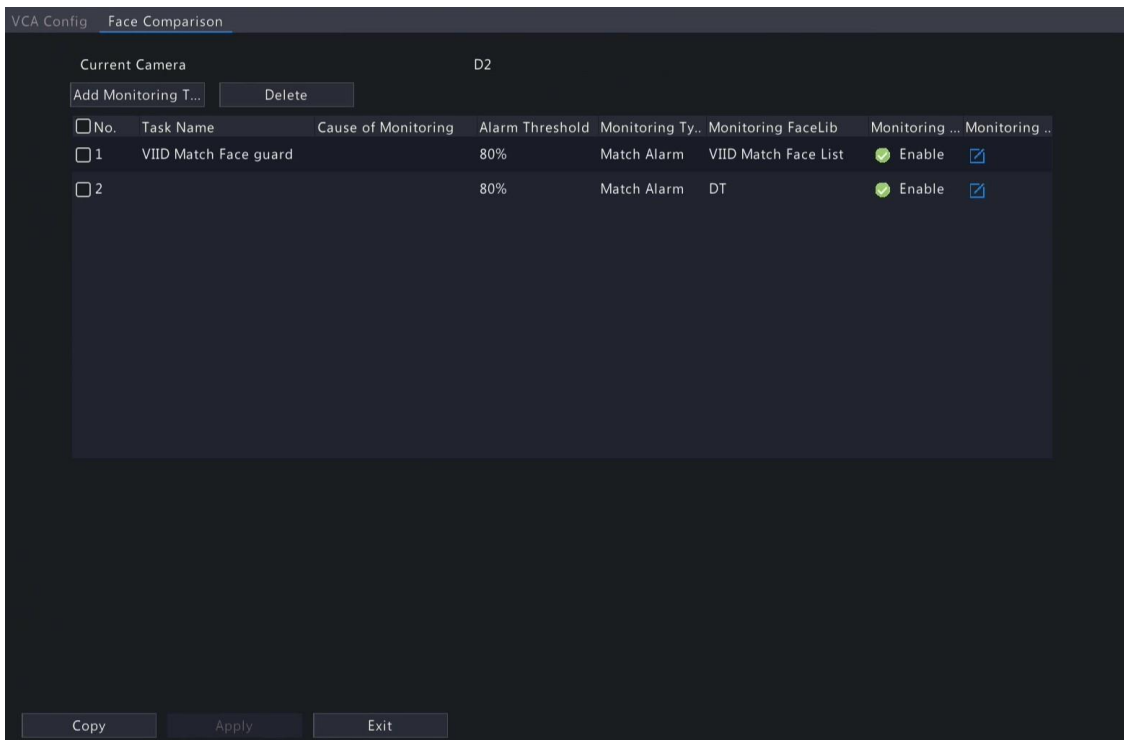 VCA Config Face Comparison
Current Camera D2
Add Monitoring T... Delete
No. Task Name Cause of Monitoring Alarm Threshold Monitoring Ty.. Monitoring FaceLib Monitoring ... Monitoring ..
1 VIID Match Face guard 80% Match Alarm VIID Match Face List Enable
2 80% Match Alarm DT Enable
Copy Apply Exit